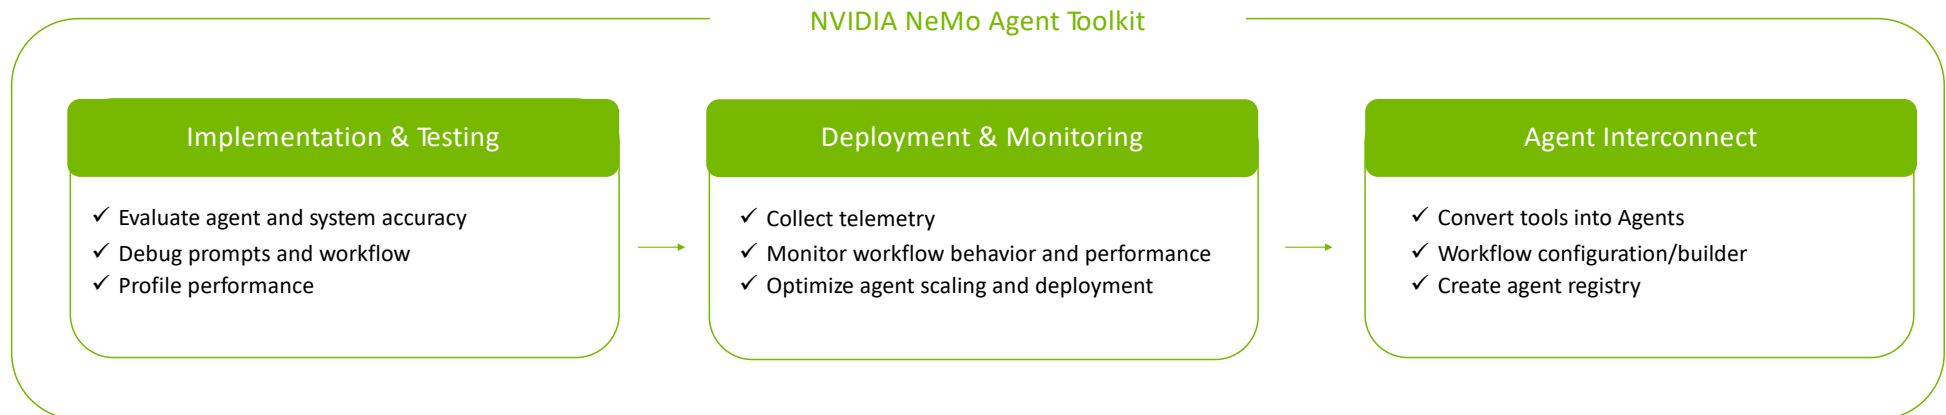 NVIDIA NeMo Agent Toolkit
Implementation & Testing
✓ Evaluate agent and system accuracy
✓ Debug prompts and workflow
✓ Profile performance
Deployment & Monitoring
✓ Collect telemetry
✓ Monitor workflow behavior and performance
✓ Optimize agent scaling and deployment
Agent Interconnect
✓ Convert tools into Agents
✓ Workflow configuration/builder
✓ Create agent registry